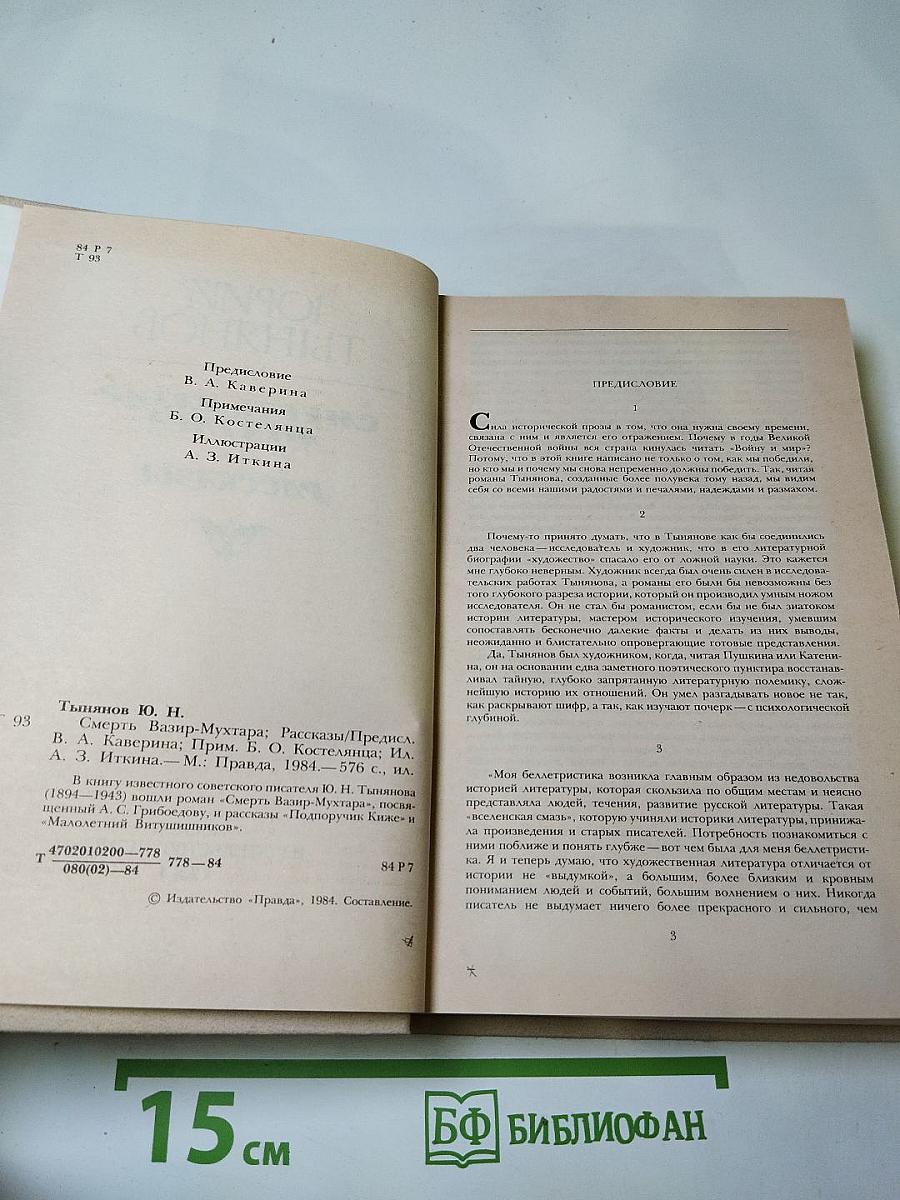 84 Р 7
Т 93
Предисловие
В. А. Каверина
Примечания
Б. О. Костелянца
Иллюстрации
А. З. Иткина
Тынянов Ю. Н.
Т 93
Смерть Вазир-Мухтара; Рассказы/Предисл.
В. А. Каверина; Прим. Б. О. Костелянца; Ил.
А. З. Иткина.— М.: Правда, 1984.— 576 с., ил.
В книгу известного советского писателя Ю. Н. Тынянова
(1894—1943) вошли роман «Смерть Вазир-Мухтара», посвя-
щенный А. С. Грибоедову, и рассказы «Подпоручик Киже» и
«Малолетний Витушишников».
Т 4702010200—778
080(02)—84
778—84
84 Р7
© Издательство «Правда», 1984. Составление.
ПРЕДИСЛОВИЕ
1
Сила исторической прозы в том, что она нужна своему времени,
связана с ним и является его отражением. Почему в годы Великой
Отечественной войны вся страна кинулась читать «Войну и мир»?
Потому, что в этой книге написано не только о том, как мы победили,
но кто мы и почему мы снова непременно должны победить. Так, читая
романы Тынянова, созданные более полувека тому назад, мы видим
себя со всеми нашими радостями и печалями, надеждами и размахом.
2
Почему-то принято думать, что в Тынянове как бы соединились
два человека — исследователь и художник, что в его литературной
биографии «художество» спасало его от ложной науки. Это кажется
мне глубоко неверным. Художник всегда был очень силен в исследова-
тельских работах Тынянова, а романы его были бы невозможны без
того глубокого разреза истории, который он производил умным ножом
исследователя. Он не стал бы романистом, если бы не был знатоком
истории литературы, мастером исторического изучения, умевшим
сопоставлять бесконечно далекие факты и делать из них выводы,
неожиданно и блистательно опровергающие готовые представления.
Да, Тынянов был художником, когда, читая Пушкина или Катени-
на, он на основании едва заметного поэтического пунктира восстанав-
ливал тайную, глубоко запрятанную литературную полемику, слож-
нейшую историю их отношений. Он умел разгадывать новое не так,
как раскрывают шифр, а так, как изучают почерк — с психологической
глубиной.
3
«Моя беллетристика возникла главным образом из недовольства
историей литературы, которая скользила по общим местам и неясно
представляла людей, течения, развитие русской литературы. Такая
«вселенская смазь», которую учиняли историки литературы, принижа-
ла произведения и старых писателей. Потребность познакомиться с
ними поближе и понять глубже — вот чем была для меня беллетристи-
ка. Я и теперь думаю, что художественная литература отличается от
истории не «выдумкой», а большим, более близким и кровным
пониманием людей и событий, большим волнением о них. Никогда
писатель не выдумает ничего более прекрасного и сильного, чем
3
15 см
БФ БИБЛИОФАН